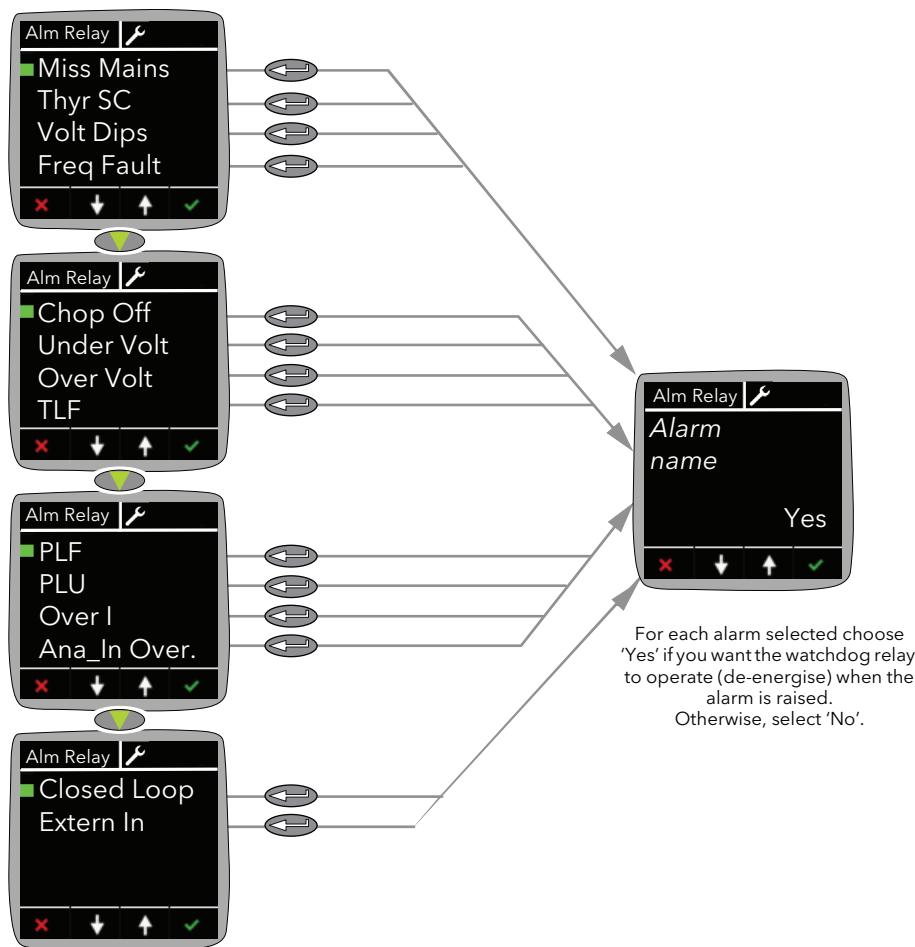 Alm Relay
Miss Mains
Thyr SC
Volt Dips
Freq Fault
Alm Relay
Chop Off
Under Volt
Over Volt
TLF
Alm Relay
PLF
PLU
Over I
Ana_In Over.
Alm Relay
Closed Loop
Extern In
Alm Relay
Alarm
name
Yes
For each alarm selected choose
‘Yes’ if you want the watchdog relay
to operate (de-energise) when the
alarm is raised.
Otherwise, select ‘No’.